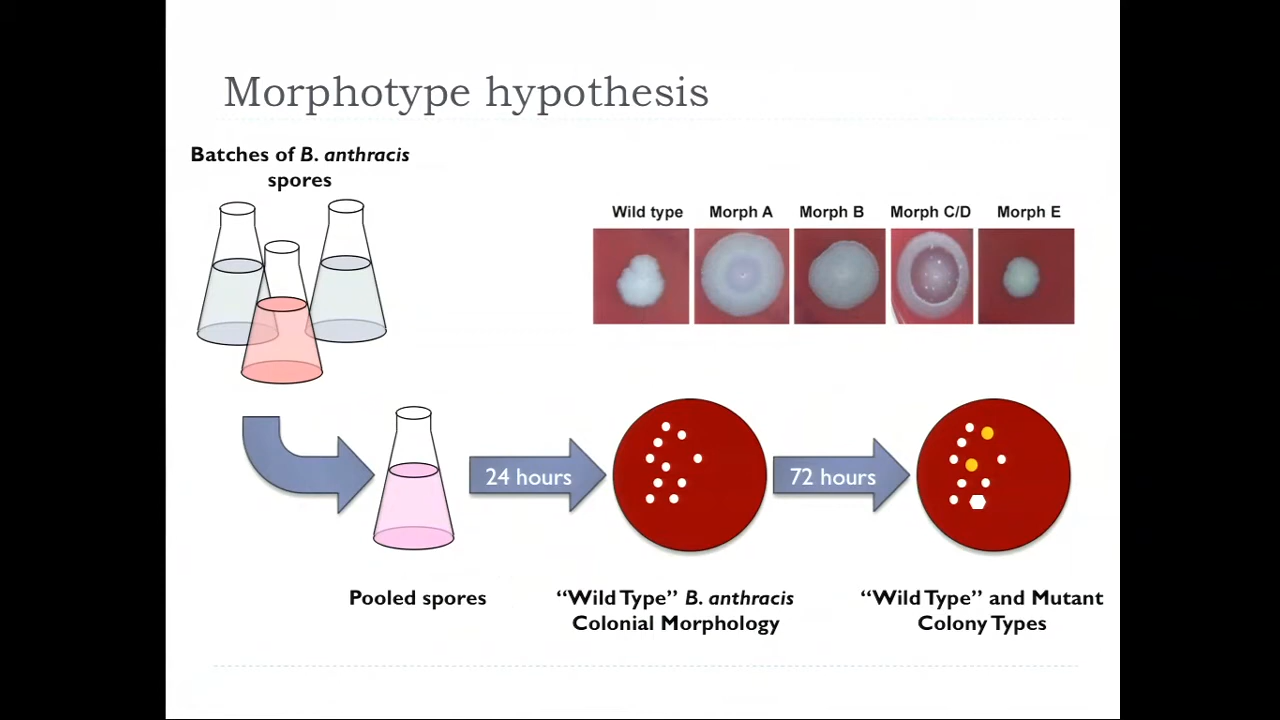 Morphotype hypothesis
Batches of B. anthracis
spores
Wild type
Morph A
Morph B
Morph C/D
Morph E
24 hours
72 hours
Pooled spores
“Wild Type” B. anthracis
Colonial Morphology
“Wild Type” and Mutant
Colony Types